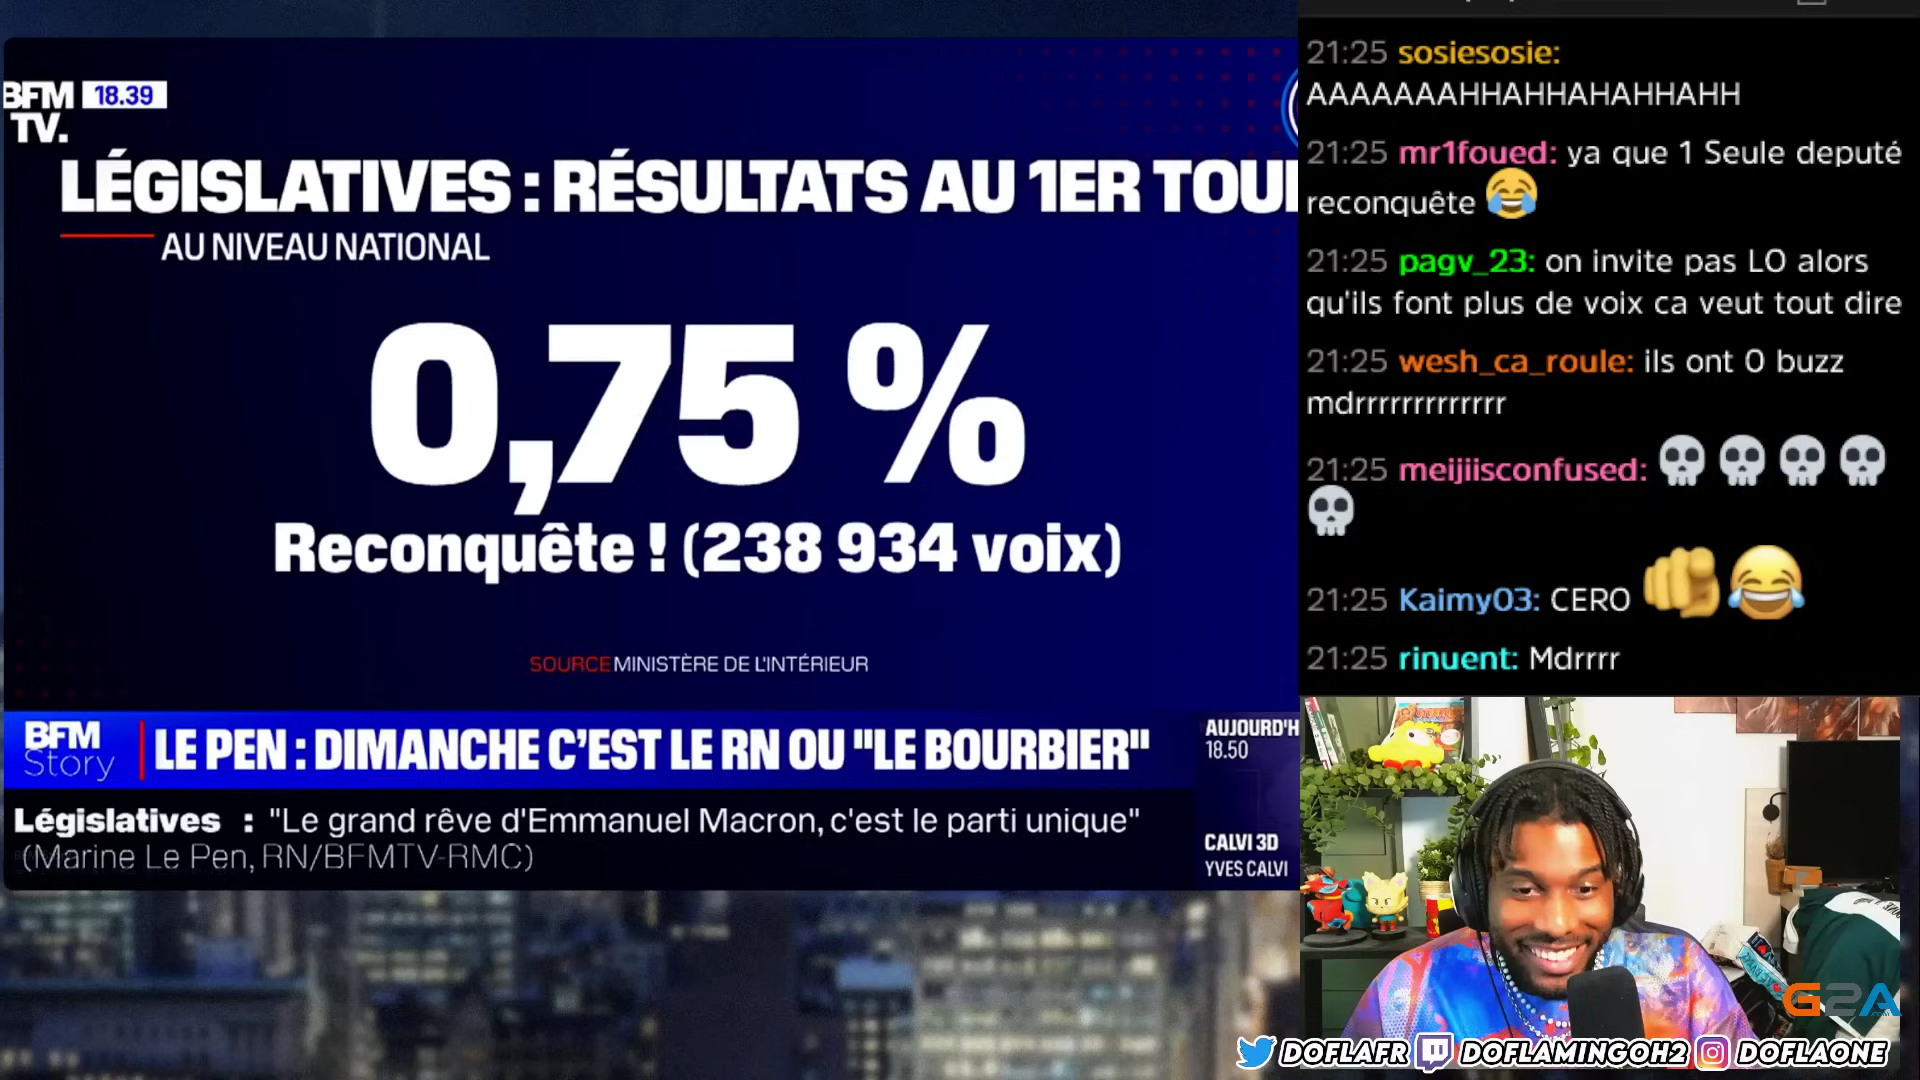 BFM
TV.
18.39
LÉGISLATIVES : RÉSULTATS AU 1ER TOUR
AU NIVEAU NATIONAL
0,75 %
Reconquête ! (238 934 voix)
SOURCE MINISTÈRE DE L'INTÉRIEUR
BFM
Story
LE PEN : DIMANCHE C'EST LE RN OU "LE BOURBIER"
AUJOURD'H
18.50
CALVI 3D
YVES CALVI
Législatives : "Le grand rêve d'Emmanuel Macron, c'est le parti unique"
(Marine Le Pen, RN/BFMTV-RMC)
21:25 sosiesosie:
AAAAAAAHHAHHAHAHHAHH
21:25 mr1foued: ya que 1 Seule deputé
reconquête 😂
21:25 pagv_23: on invite pas LO alors
qu'ils font plus de voix ca veut tout dire
21:25 wesh_ca_roule: ils ont 0 buzz
mdrrrrrrrrrrrrr
21:25 meijiisconfused: 💀 💀 💀 💀
💀
21:25 Kaimy03: CERO 🫵 😂
21:25 rinuent: Mdrrrr
G2A
.COM
DOFLAFR DOFLAMINGOH2 DOFLAONE